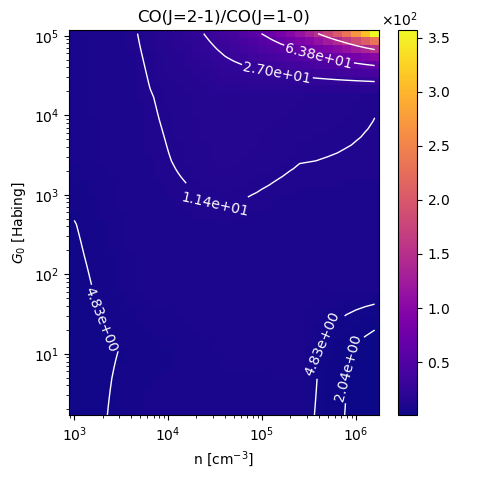 CO(J=2-1)/CO(J=1-0)
×10²
10⁵
10⁴
10³
10²
10¹
G₀ [Habing]
6.38e+01
2.70e+01
1.14e+01
4.83e+00
4.83e+00
2.04e+00
3.5
3.0
2.5
2.0
1.5
1.0
0.5
10³
10⁴
10⁵
10⁶
n [cm⁻³]